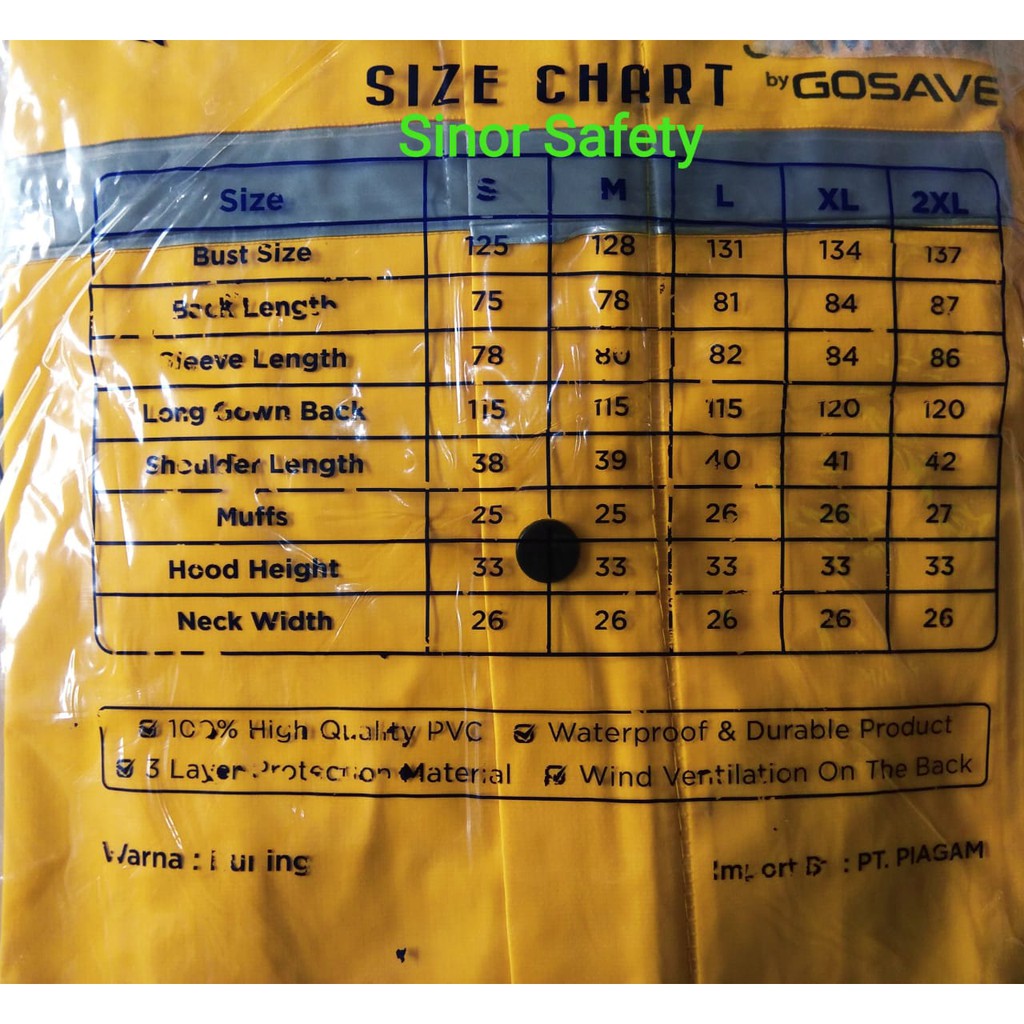 SIZE CHART by GOSAVE
Sinor Safety
Size S M L XL 2XL
Bust Size 125 128 131 134 137
Back Length 75 78 81 84 87
Sleeve Length 78 80 82 84 86
Long Gown Back 115 115 115 120 120
Shoulder Length 38 39 40 41 42
Muffs 25 25 26 26 27
Hood Height 33 33 33 33 33
Neck Width 26 26 26 26 26
100% High Quality PVC Waterproof & Durable Product
3 Layer Protection Material Wind Ventilation On The Back
Warna : Kuning Import By : PT. PIAGAM